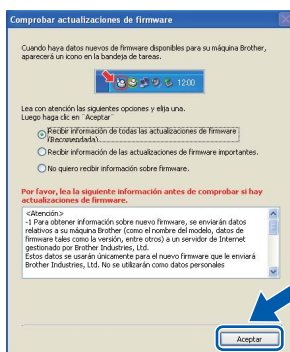 Comprobar actualizaciones de firmware
Cuando haya datos nuevos de firmware disponibles para su máquina Brother,
aparecerá un icono en la bandeja de tareas.
12:00
Lea con atención las siguientes opciones y elija una.
Luego haga clic en "Aceptar"
Recibir información de todas las actualizaciones de firmware
(Recomendada)
Recibir información de las actualizaciones de firmware importantes.
No quiero recibir información sobre firmware.
Por favor, lea la siguiente información antes de comprobar si hay
actualizaciones de firmware.
<Atención>
-1 Para obtener información sobre nuevo firmware, se enviarán datos
relativos a su máquina Brother (como el nombre del modelo, datos de
firmware tales como la versión, entre otros) a un servidor de Internet
gestionado por Brother Industries, Ltd.
Estos datos se usarán únicamente para el nuevo firmware que le enviará
Brother Industries, Ltd. No se utilizarán como datos personales
Aceptar